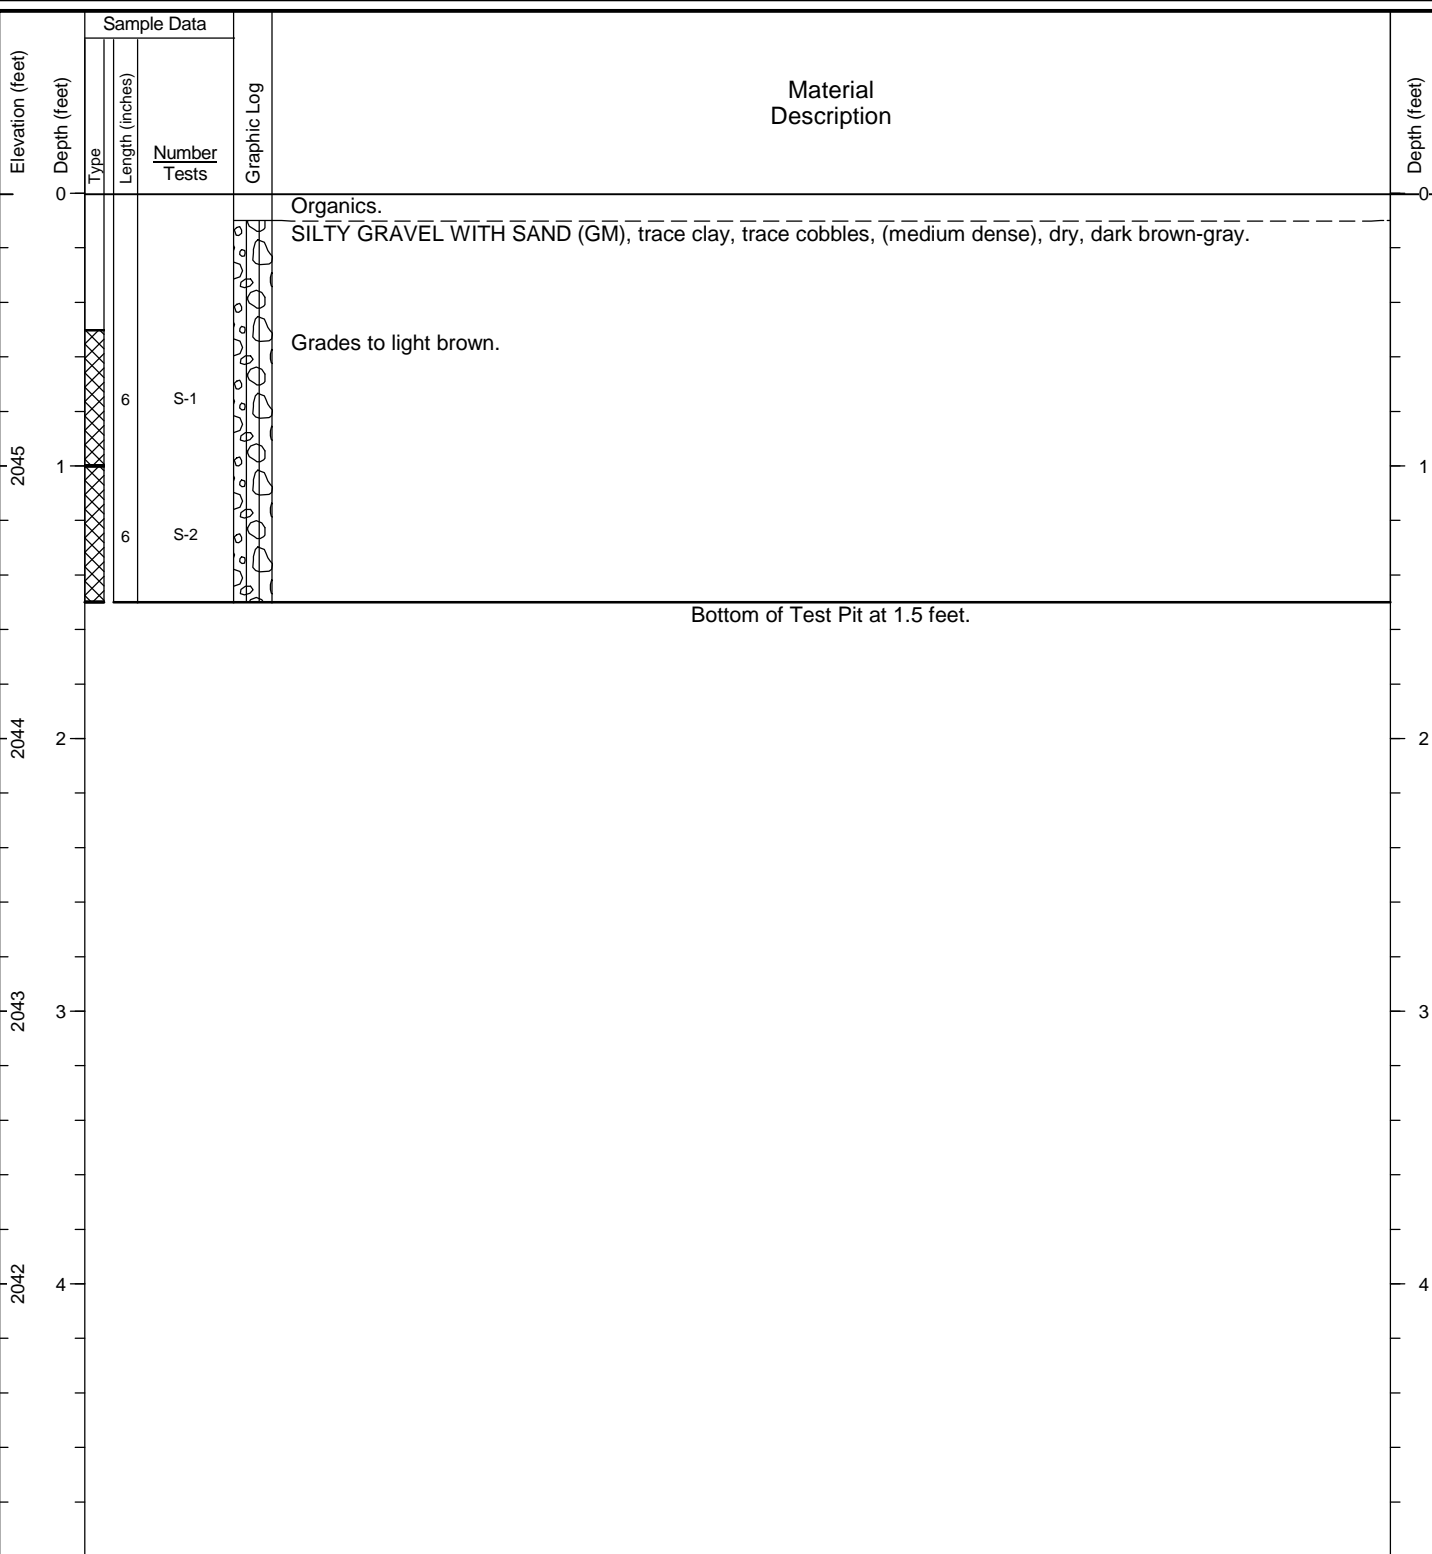 Sample Data
Elevation (feet)
Depth (feet)
Type
Length (inches)
Number
Tests
Graphic Log
Material
Description
Depth (feet)
0
0
Organics.
SILTY GRAVEL WITH SAND (GM), trace clay, trace cobbles, (medium dense), dry, dark brown-gray.
Grades to light brown.
6 S-1
2045 1 1
6 S-2
Bottom of Test Pit at 1.5 feet.
2044 2 2
2043 3 3
2042 4 4